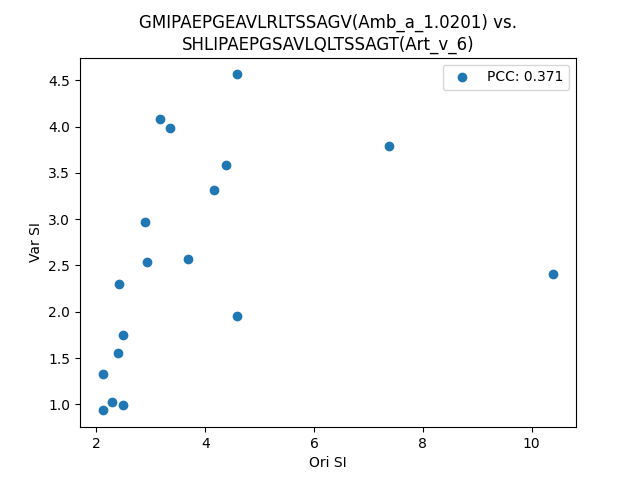 GMIPAEPGEAVLRLTSSAGV(Amb_a_1.0201) vs.
SHLIPAEPGSAVLQLTSSAGT(Art_v_6)
PCC: 0.371
4.5
4.0
3.5
3.0
2.5
2.0
1.5
1.0
Var SI
2 4 6 8 10
Ori SI